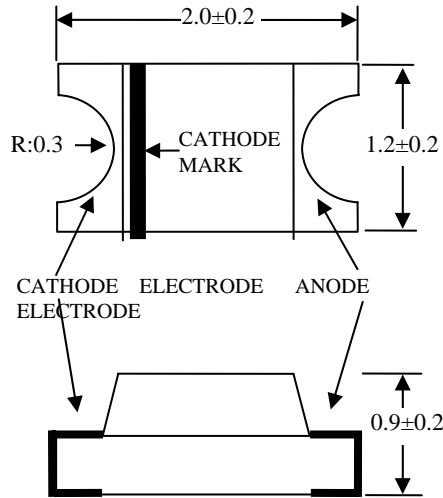 2.0±0.2
R:0.3
CATHODE
MARK
1.2±0.2
CATHODE ELECTRODE ANODE
ELECTRODE
0.9±0.2